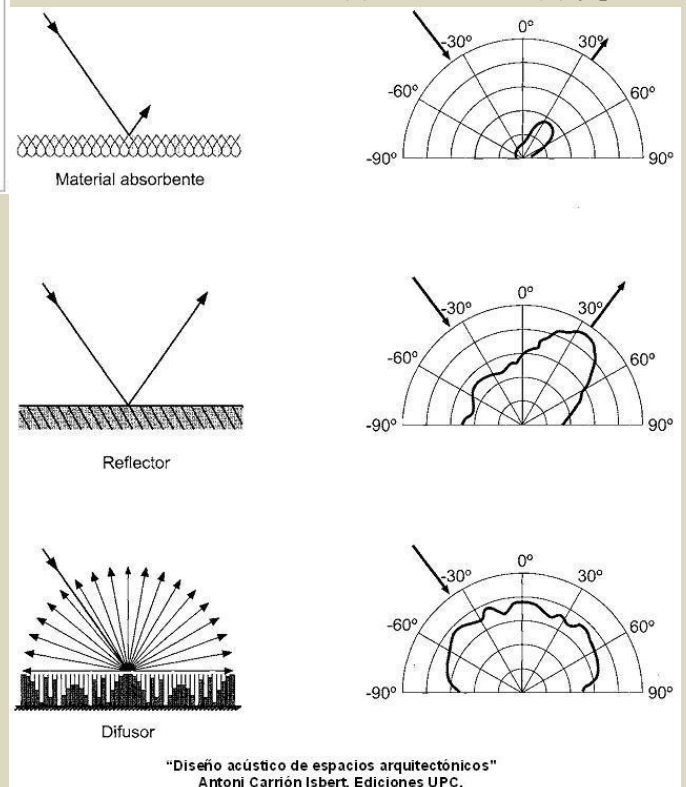 0º
-30º
30º
-60º
60º
-90º
90º
Material absorbente
0º
-30º
30º
-60º
60º
-90º
90º
Reflector
0º
-30º
30º
-60º
60º
-90º
90º
Difusor
"Diseño acústico de espacios arquitectónicos"
Antoni Carrión Isbert. Ediciones UPC.